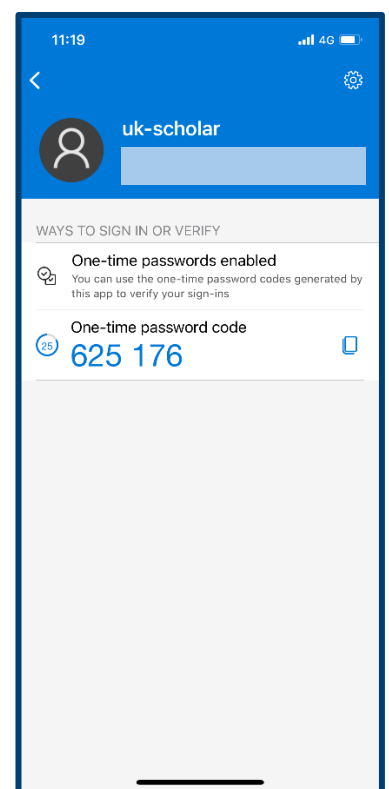 11:19 4G
uk-scholar
WAYS TO SIGN IN OR VERIFY
One-time passwords enabled
You can use the one-time password codes generated by
this app to verify your sign-ins
One-time password code
25
625 176